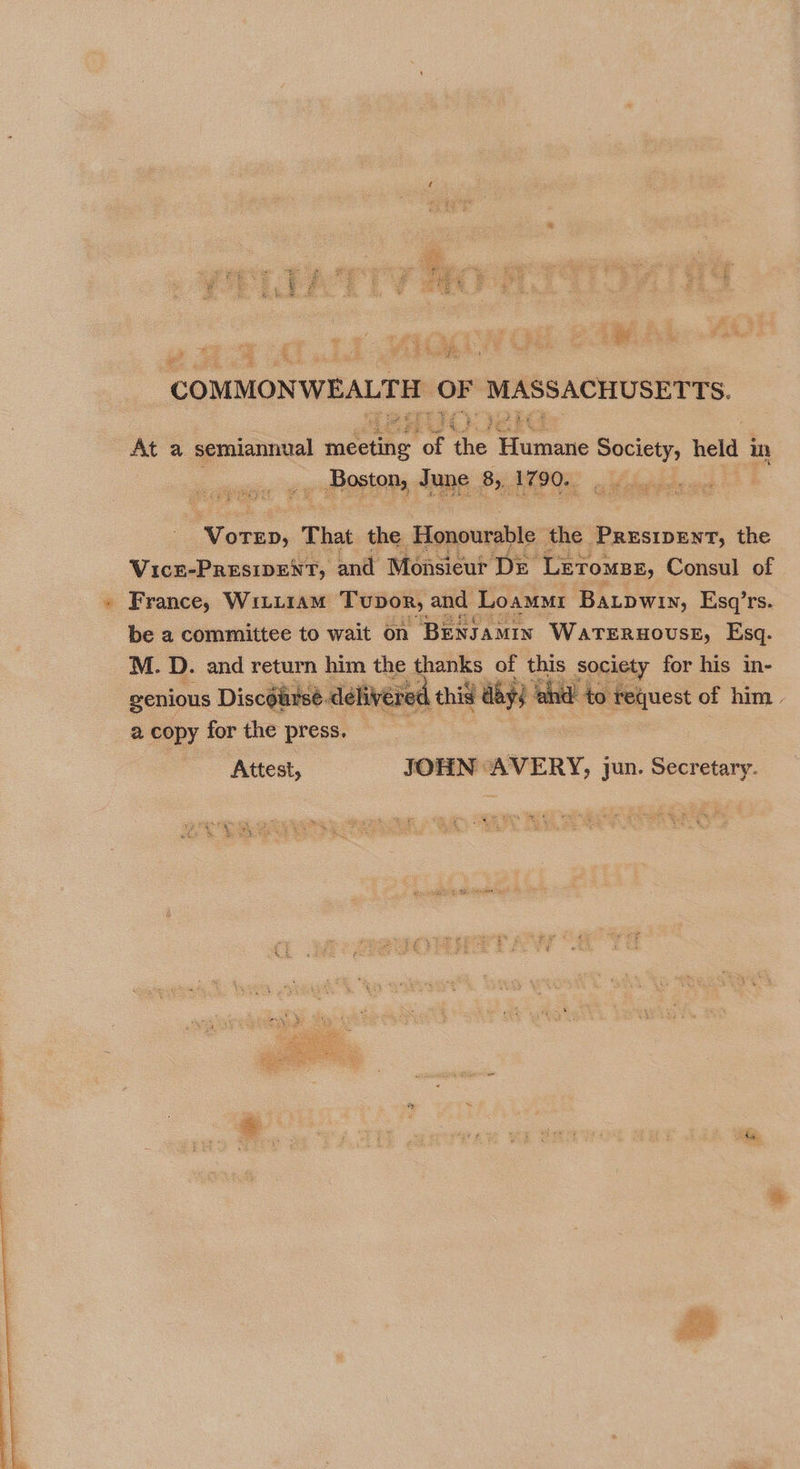 COMMONWEALTH OF MASSACHUSETTS.
At a semiannual meeting of the Humane Society, held in
Boston, June 8, 1790.
VOTED, That the Honourable the PRESIDENT, the
VICE-PRESIDENT, and Monsieur DE LETOMBE, Consul of
France, WILLIAM TUDOR, and LOAMMI BALDWIN, Esq'rs.
be a committee to wait on BENJAMIN WATERHOUSE, Esq.
M. D. and return him the thanks of this society for his in-
genious Discourse delivered this day; and to request of him
a copy for the press.
Attest, JOHN AVERY, jun. Secretary.